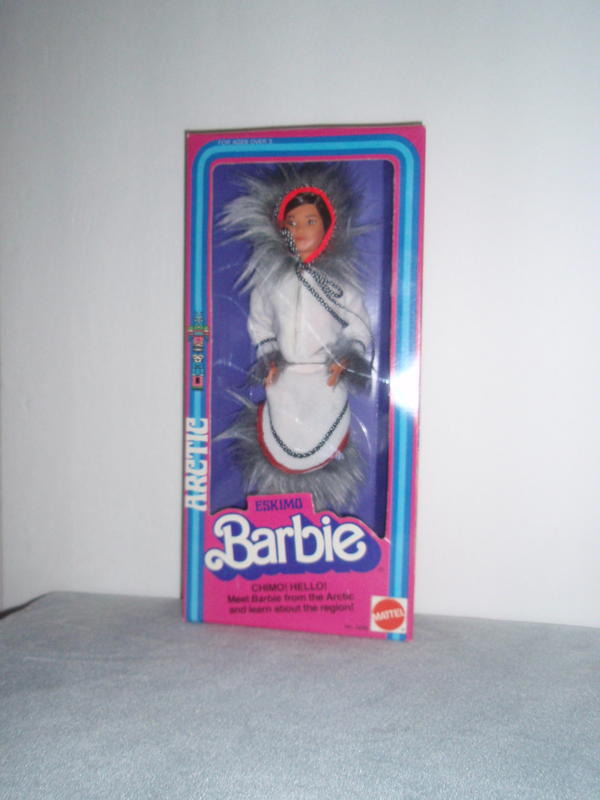 FOR AGES OVER 3
ARCTIC
ESKIMO
Barbie
CHIMO! HELLO!
Meet Barbie from the Arctic
and learn about the region!
MATTEL